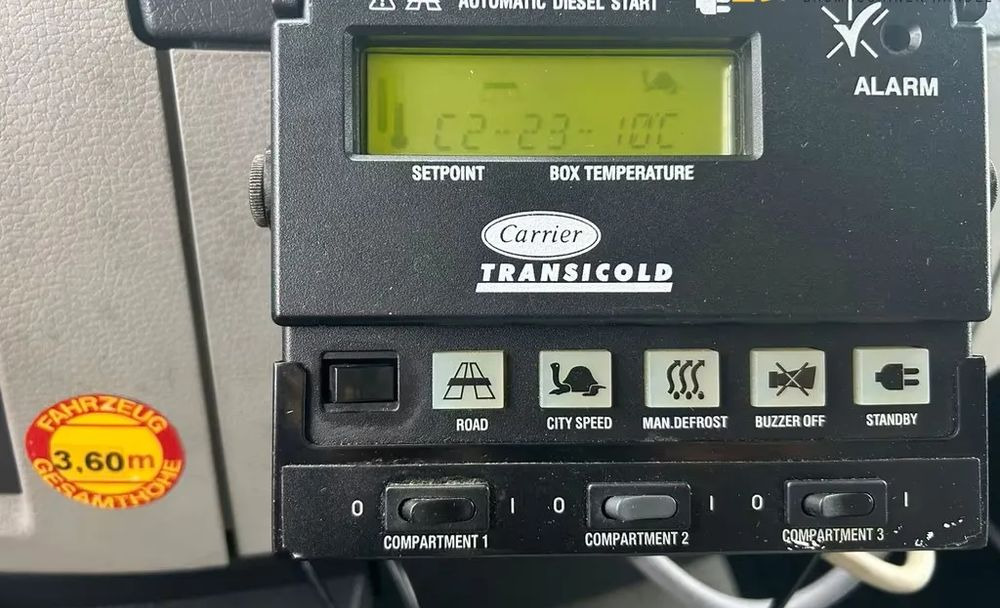 AUTOMATIC DIESEL START
ALARM
C2-23- 10°C
SETPOINT BOX TEMPERATURE
Carrier
TRANSICOLD
ROAD CITY SPEED MAN.DEFROST BUZZER OFF STANDBY
FAHRZEUG
3,60m
GESAMTHÖHE
0 I 0 I 0 I
COMPARTMENT 1 COMPARTMENT 2 COMPARTMENT 3